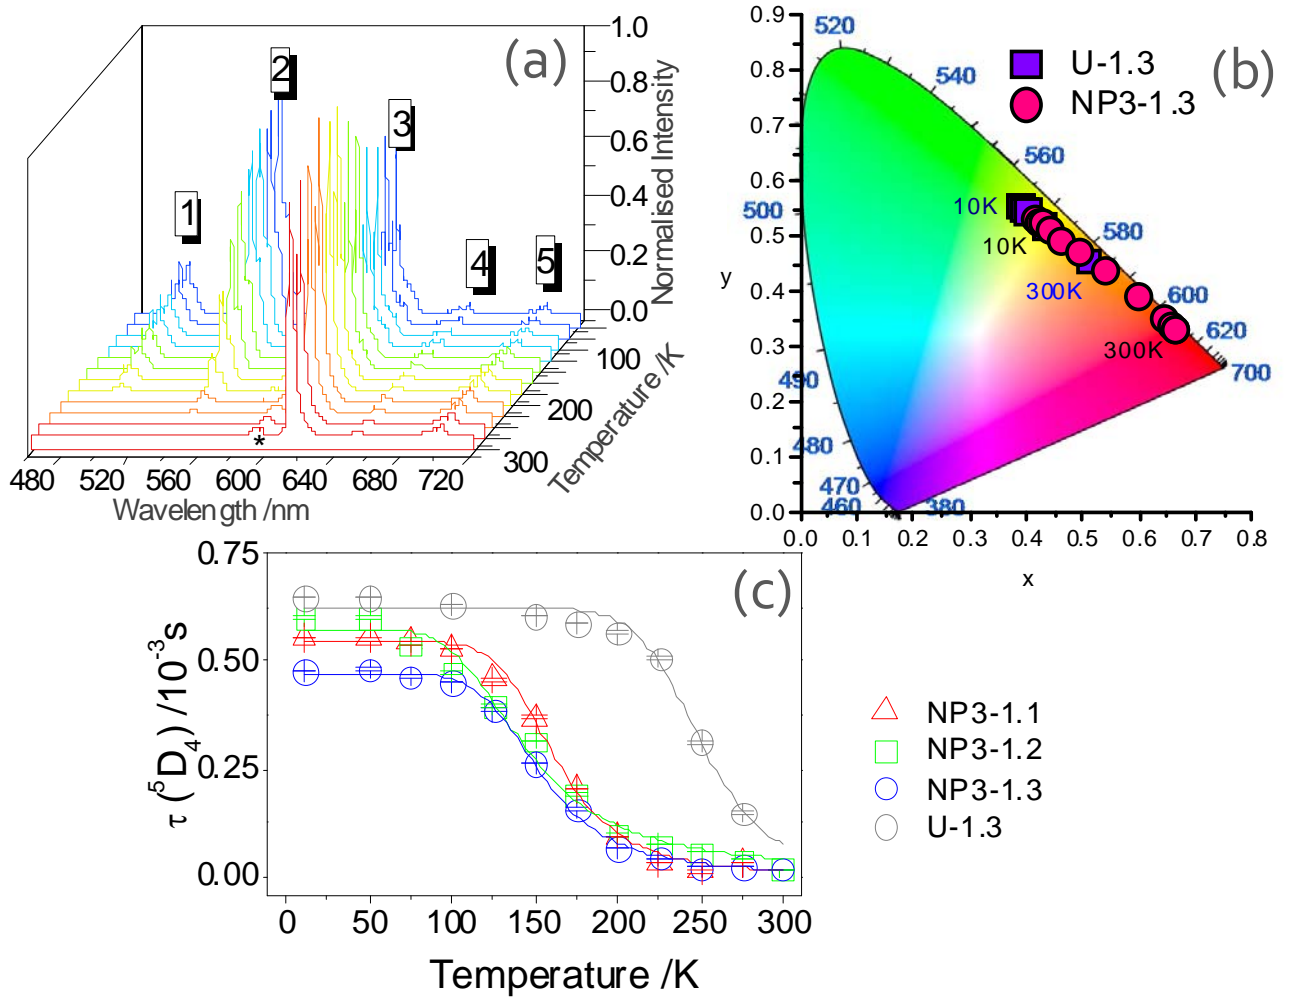 (a)
1
2
3
4
5
*
1.0
0.8
0.6
0.4
0.2
0.0
Normalised Intensity
100
200
300
Temperature /K
480 520 560 600 640 680 720
Wavelen gth /nm
(b)
U-1.3
NP3-1.3
0.9
0.8
0.7
0.6
0.5
0.4
0.3
0.2
0.1
0.0
y
520
540
560
580
600
620
700
500
490
480
470
460
380
10K
10K
300K
300K
0.0 0.1 0.2 0.3 0.4 0.5 0.6 0.7 0.8
x
(c)
0.75
0.50
0.25
0.00
τ (⁵D₄) /10⁻³s
0 50 100 150 200 250 300
Temperature /K
NP3-1.1
NP3-1.2
NP3-1.3
U-1.3